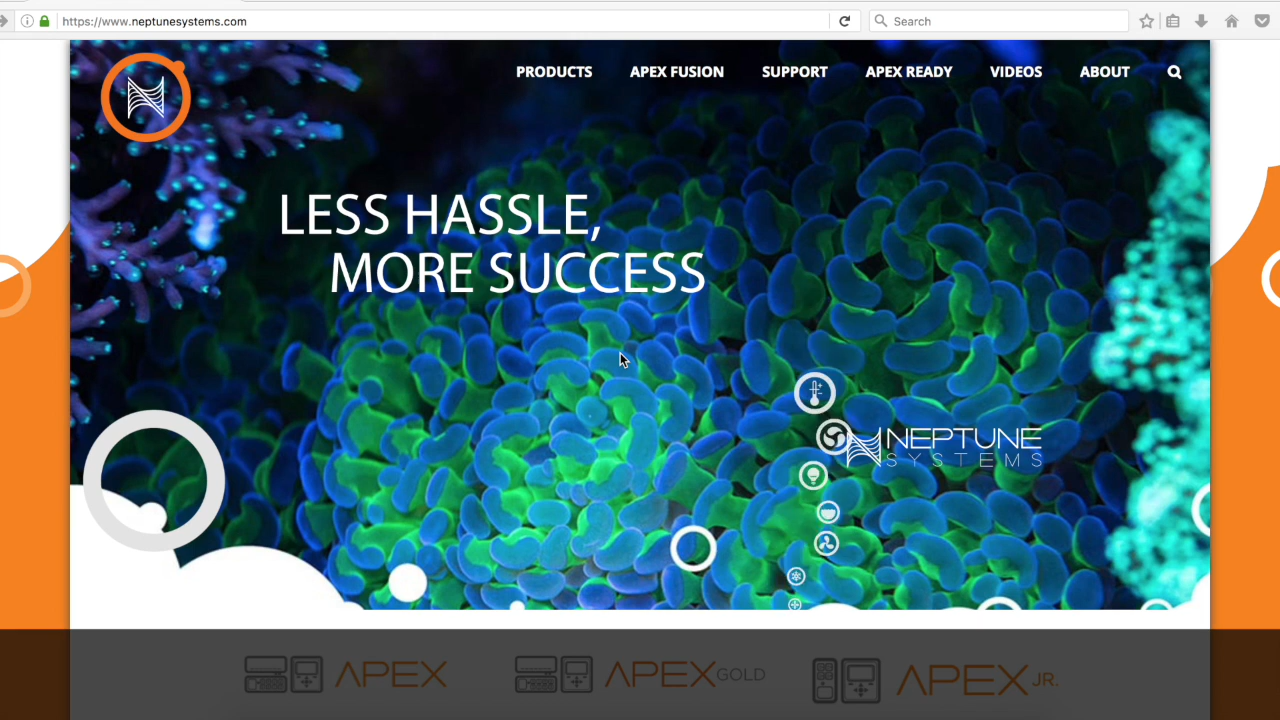 https://www.neptunesystems.com
Search
PRODUCTS APEX FUSION SUPPORT APEX READY VIDEOS ABOUT
LESS HASSLE,
MORE SUCCESS
NEPTUNE
SYSTEMS
APEX APEX GOLD APEX JR.